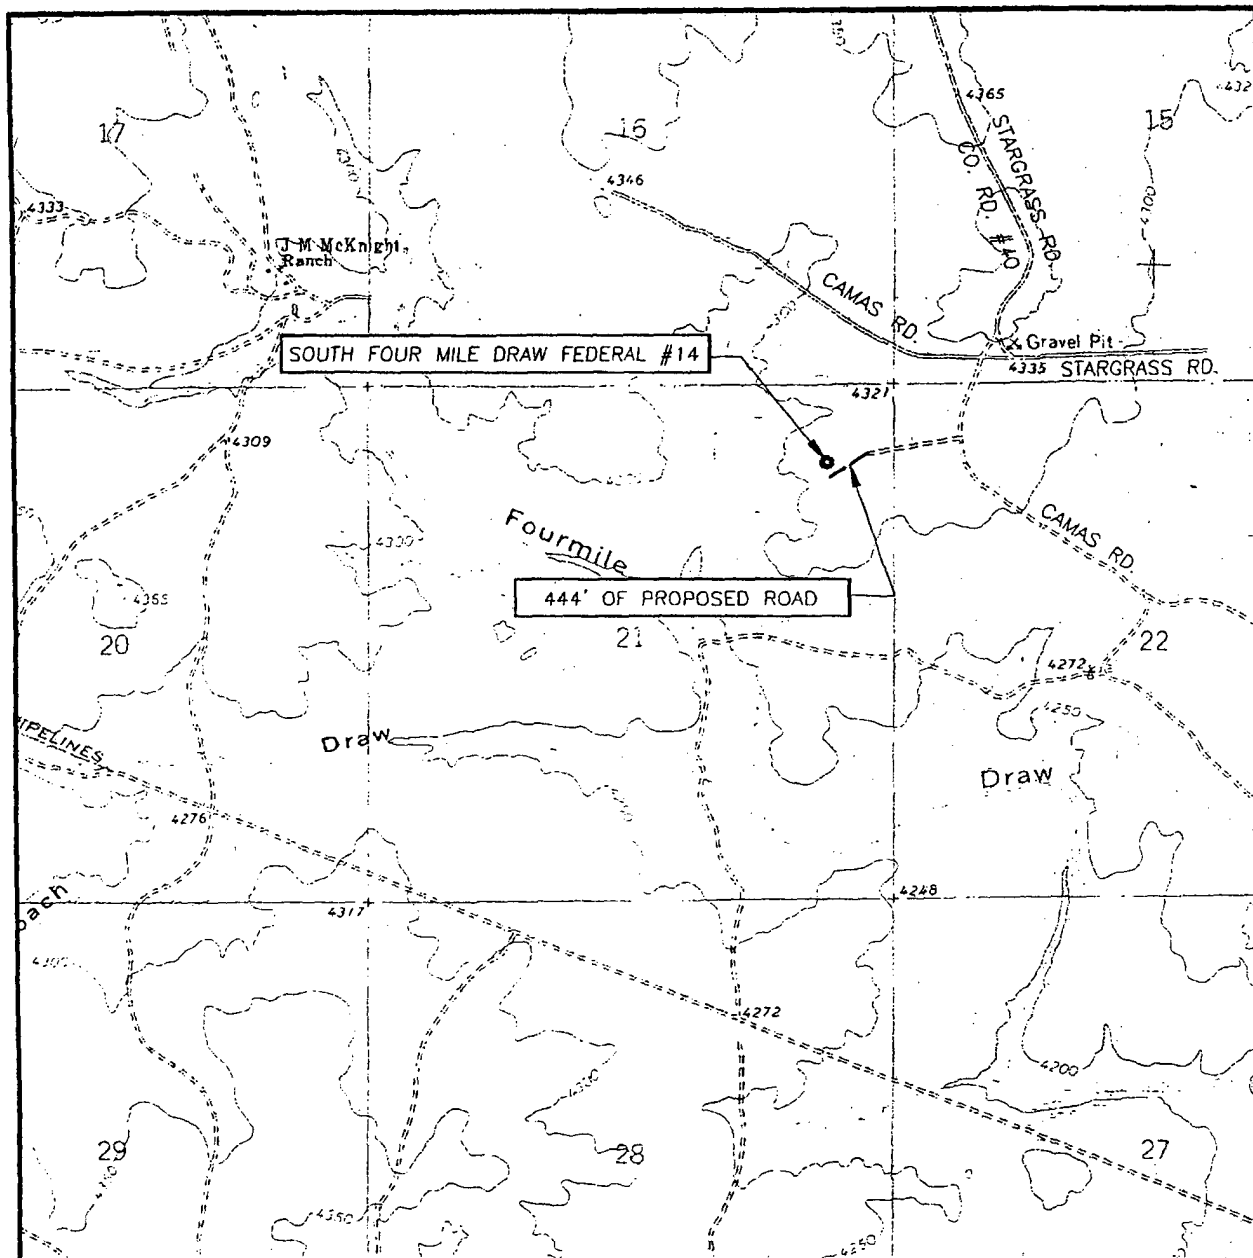 4365
17
16
15
STARGRASS RD.
CO. RD. #40
4300
4346
4333
J M McKnight
Ranch
CAMAS RD.
Gravel Pit
SOUTH FOUR MILE DRAW FEDERAL #14
4335 STARGRASS RD.
4321
4309
CAMAS RD.
4300
Fourmile
444' OF PROPOSED ROAD
4365
20
21
22
4272
4250
Draw
PIPELINES
Draw
4276
4248
4317
4300
4272
4200
29
28
27
4350
4250